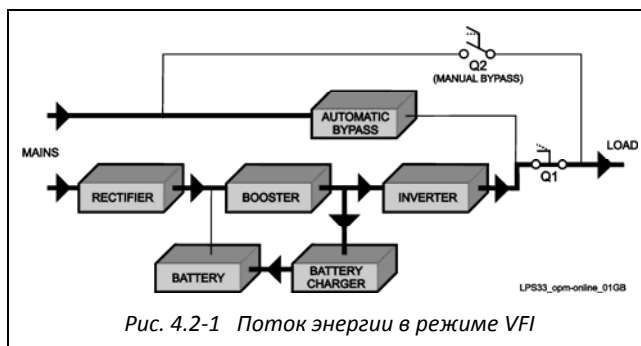 Q2
(MANUAL BYPASS)
AUTOMATIC
BYPASS
MAINS
LOAD
Q1
RECTIFIER
BOOSTER
INVERTER
BATTERY
BATTERY
CHARGER
LPS33_opm-online_01GB
Рис. 4.2-1 Поток энергии в режиме VFI